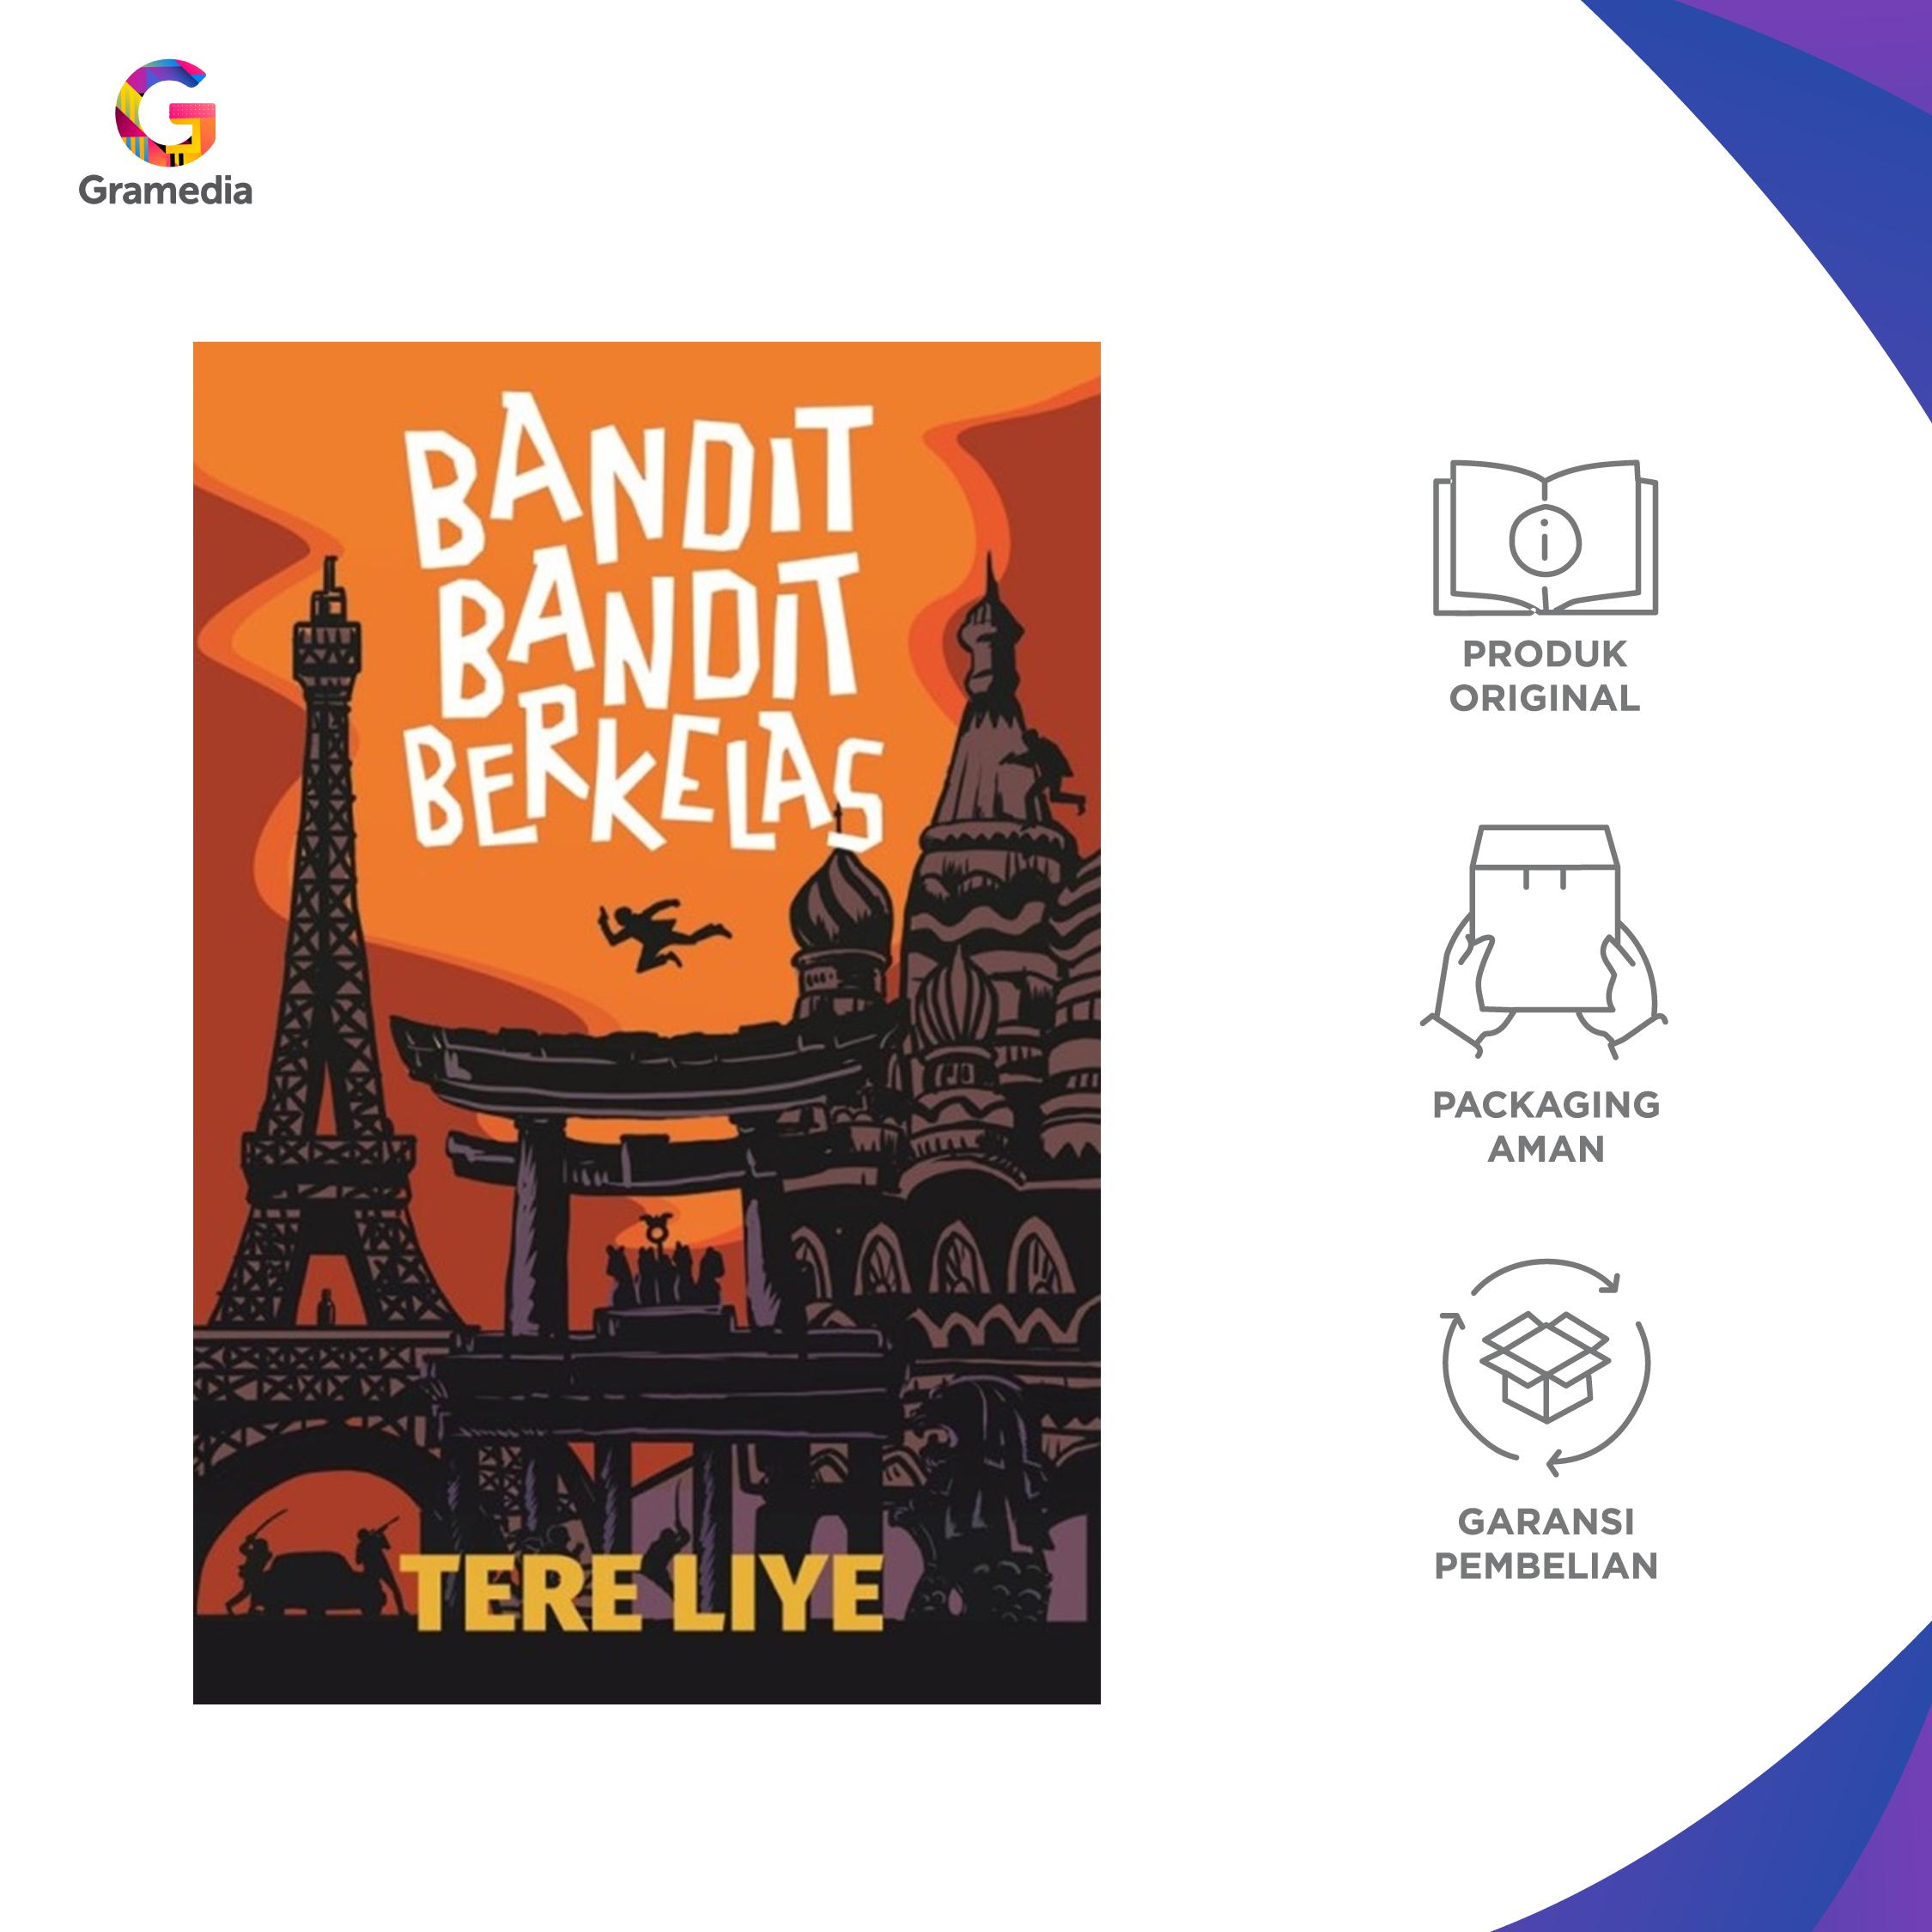 Gramedia
BANDIT
BANDIT
BERKELAS
TERE LIYE
PRODUK
ORIGINAL
PACKAGING
AMAN
GARANSI
PEMBELIAN